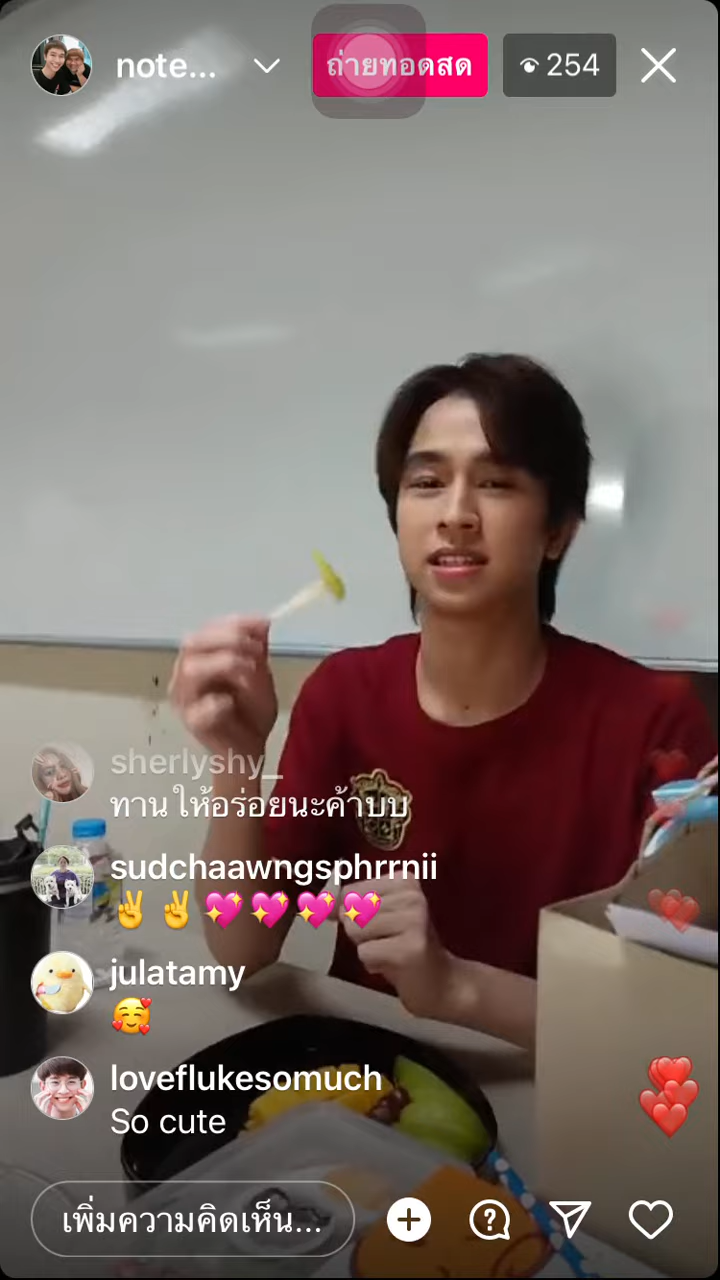 note...
ถ่ายทอดสด
254
sherlyshy_
ทานให้อร่อยนะค้าบบ
sudchaawngsphrrnii
✌️ ✌️ 💖 💖 💖 💖
julatamy
🥰
loveflukesomuch
So cute
เพิ่มความคิดเห็น...